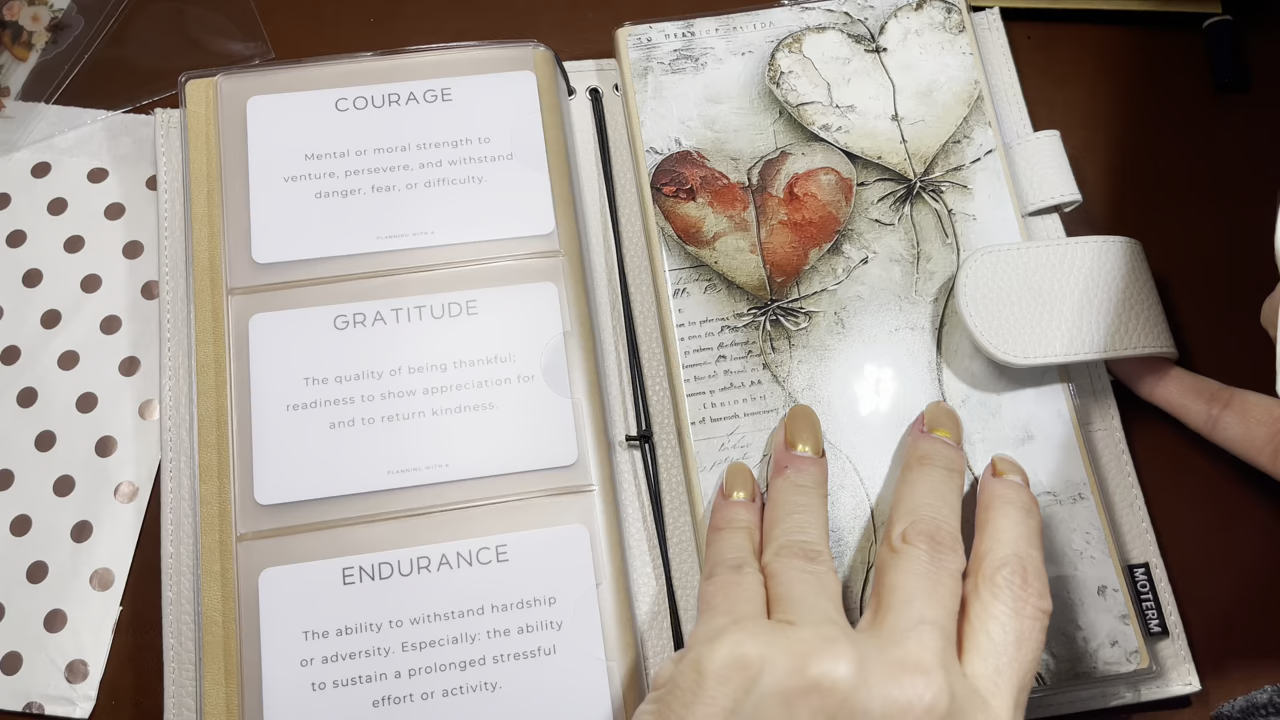 COURAGE
Mental or moral strength to
venture, persevere, and withstand
danger, fear, or difficulty.
PLANNING WITH K
GRATITUDE
The quality of being thankful;
readiness to show appreciation for
and to return kindness.
PLANNING WITH K
ENDURANCE
The ability to withstand hardship
or adversity. Especially: the ability
to sustain a prolonged stressful
effort or activity.
MOTERM